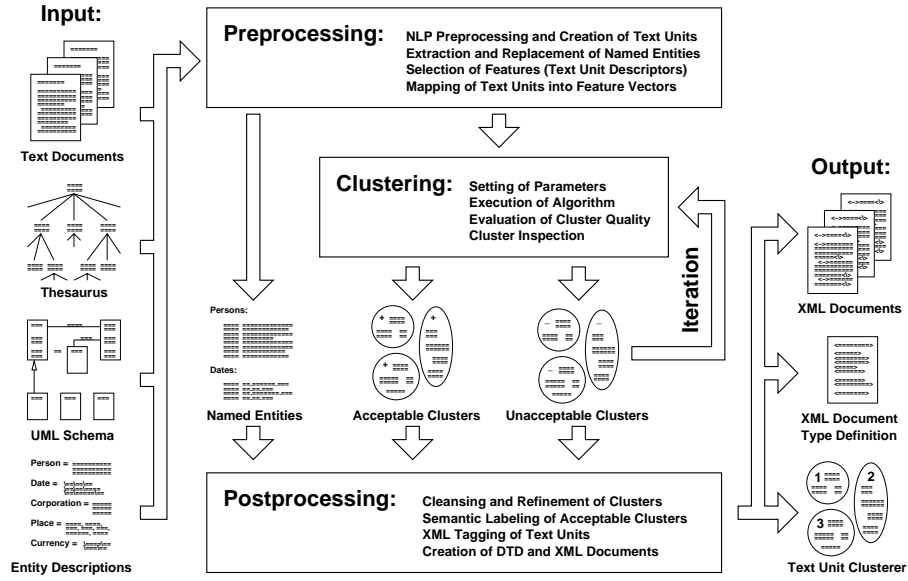 Input:
Text Documents
Thesaurus
UML Schema
Person =
Date =
Corporation =
Place =
Currency =
Entity Descriptions
Preprocessing:
NLP Preprocessing and Creation of Text Units
Extraction and Replacement of Named Entities
Selection of Features (Text Unit Descriptors)
Mapping of Text Units into Feature Vectors
Clustering:
Setting of Parameters
Execution of Algorithm
Evaluation of Cluster Quality
Cluster Inspection
Iteration
Persons:
Dates:
Named Entities
Acceptable Clusters
Unacceptable Clusters
Postprocessing:
Cleansing and Refinement of Clusters
Semantic Labeling of Acceptable Clusters
XML Tagging of Text Units
Creation of DTD and XML Documents
Output:
XML Documents
XML Document
Type Definition
1
2
3
Text Unit Clusterer